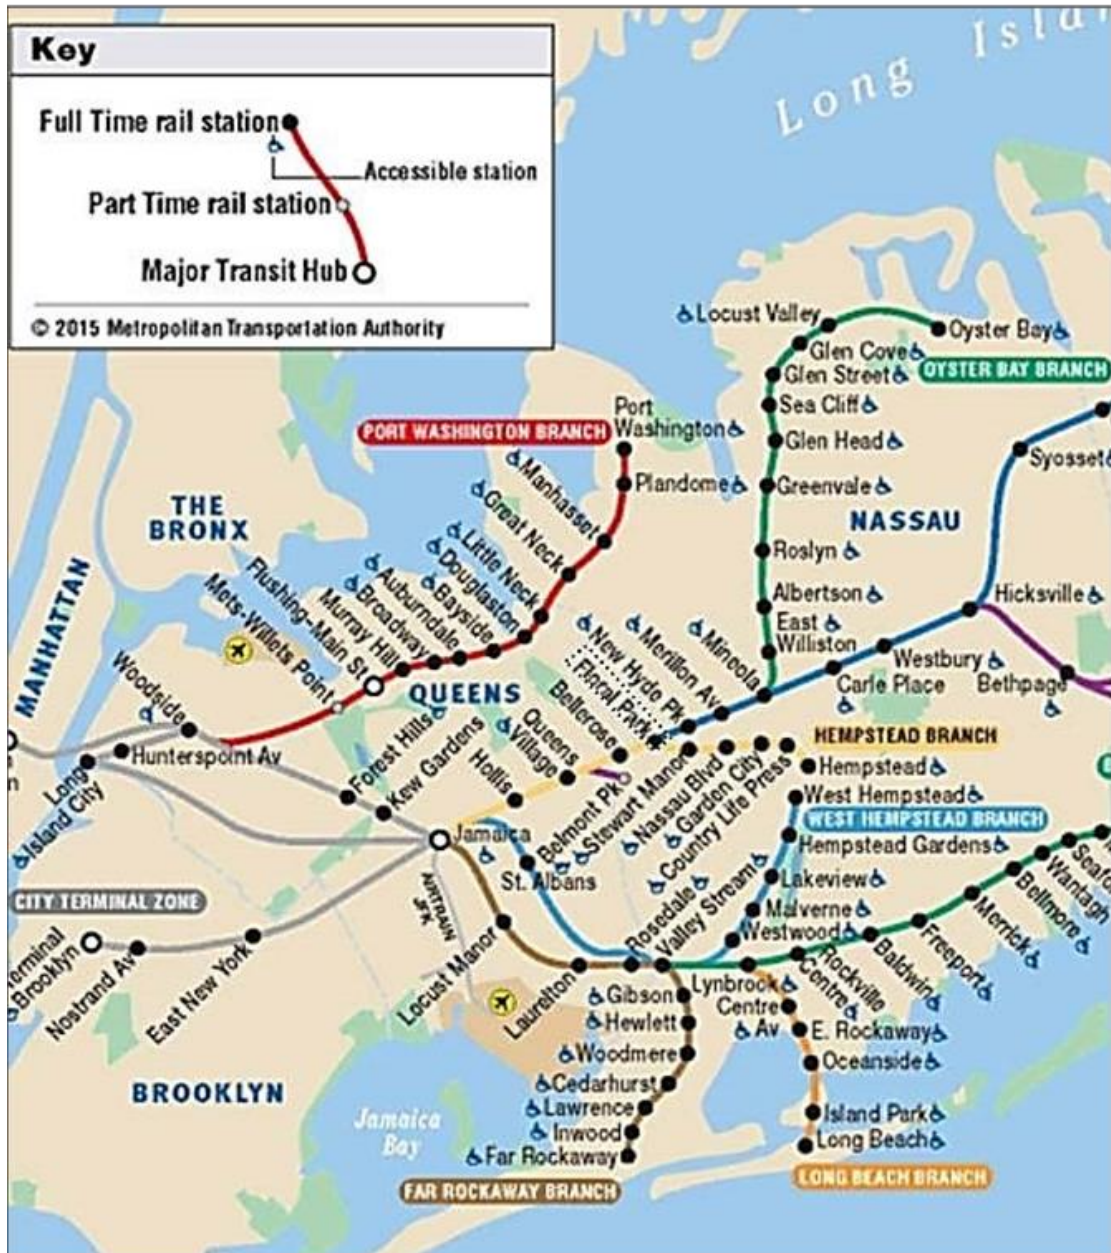 Key
Full Time rail station
Accessible station
Part Time rail station
Major Transit Hub
© 2015 Metropolitan Transportation Authority
Long Islan
Locust Valley
Oyster Bay
Glen Cove
OYSTER BAY BRANCH
Glen Street
Sea Cliff
Glen Head
Greenvale
Roslyn
Albertson
East
Williston
Port
Washington
PORT WASHINGTON BRANCH
Plandome
Manhasset
Great Neck
Little Neck
Douglaston
Bayside
Auburndale
Broadway
Murray Hill
Flushing-Main St
Mets-Willets Point
Woodside
THE
BRONX
MANHATTAN
NASSAU
QUEENS
Syosset
Hicksville
Westbury
Bethpage
Carle Place
Mineola
Merillon Av
New Hyde Pk
Floral Park
Bellerose
Queens
Village
Hollis
Kew Gardens
Forest Hills
Hunterspoint Av
Long
Island City
HEMPSTEAD BRANCH
Hempstead
Country Life Press
Garden City
Nassau Blvd
Stewart Manor
Belmont Pk
West Hempstead
WEST HEMPSTEAD BRANCH
Hempstead Gardens
Lakeview
Malverne
Westwood
Jamaica
St. Albans
AIRTRAIN
JFK
CITY TERMINAL ZONE
Terminal
Brooklyn
Nostrand Av
East New York
Locust Manor
Laurelton
Rosedale
Valley Stream
Lynbrook
Centre
Av
Rockville
Centre
Baldwin
Freeport
Merrick
Bellmore
Wantagh
Seafo
E. Rockaway
Oceanside
Island Park
Long Beach
LONG BEACH BRANCH
Gibson
Hewlett
Woodmere
Cedarhurst
Lawrence
Inwood
Far Rockaway
FAR ROCKAWAY BRANCH
BROOKLYN
Jamaica
Bay